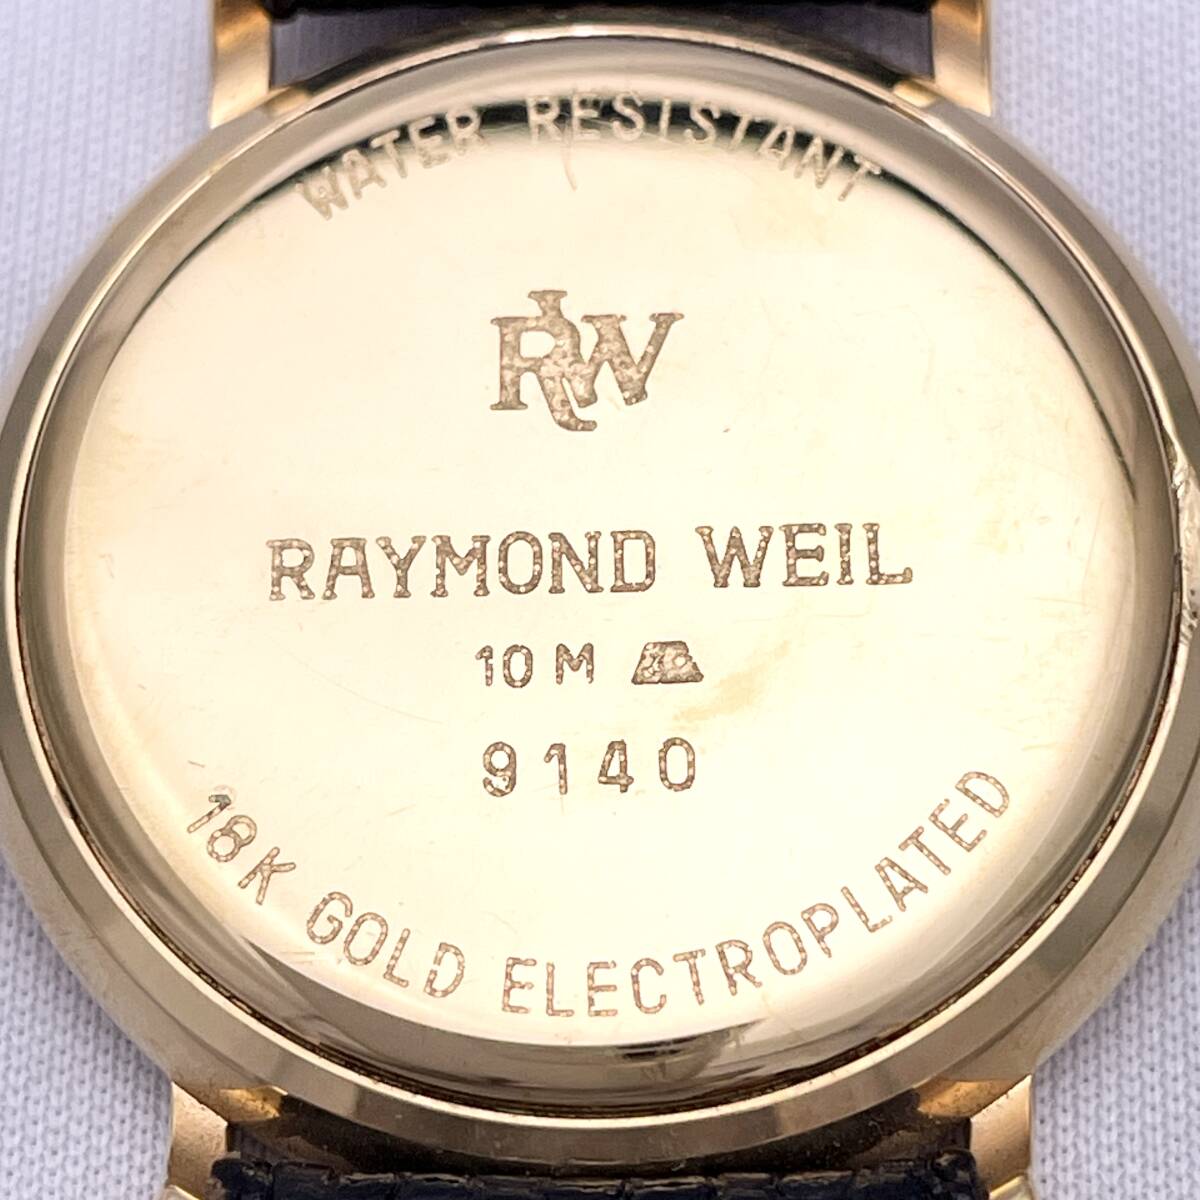 WATER RESISTANT
RW
RAYMOND WEIL
10 M
9140
18K GOLD ELECTROPLATED